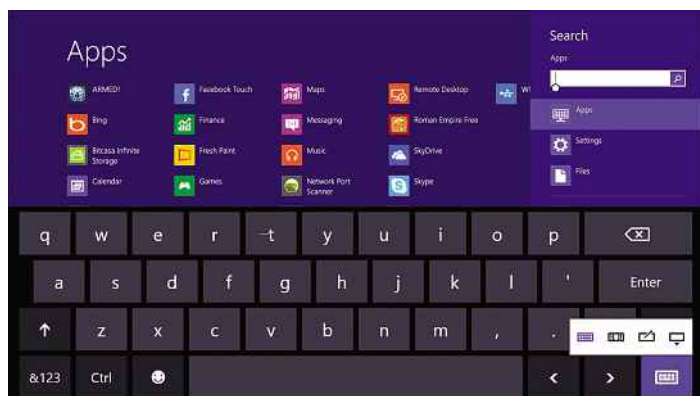 Apps
ARMED!
Bing
Bitcasa Infinite
Storage
Calendar
Facebook Touch
Finance
Fresh Paint
Games
Maps
Messaging
Music
Network Port
Scanner
Remote Desktop
Roman Empire Free
SkyDrive
Skype
Search
Apps
Apps
Settings
Files
q w e r t y u i o p
a s d f g h j k l ' Enter
z x c v b n m , .
&123 Ctrl < >